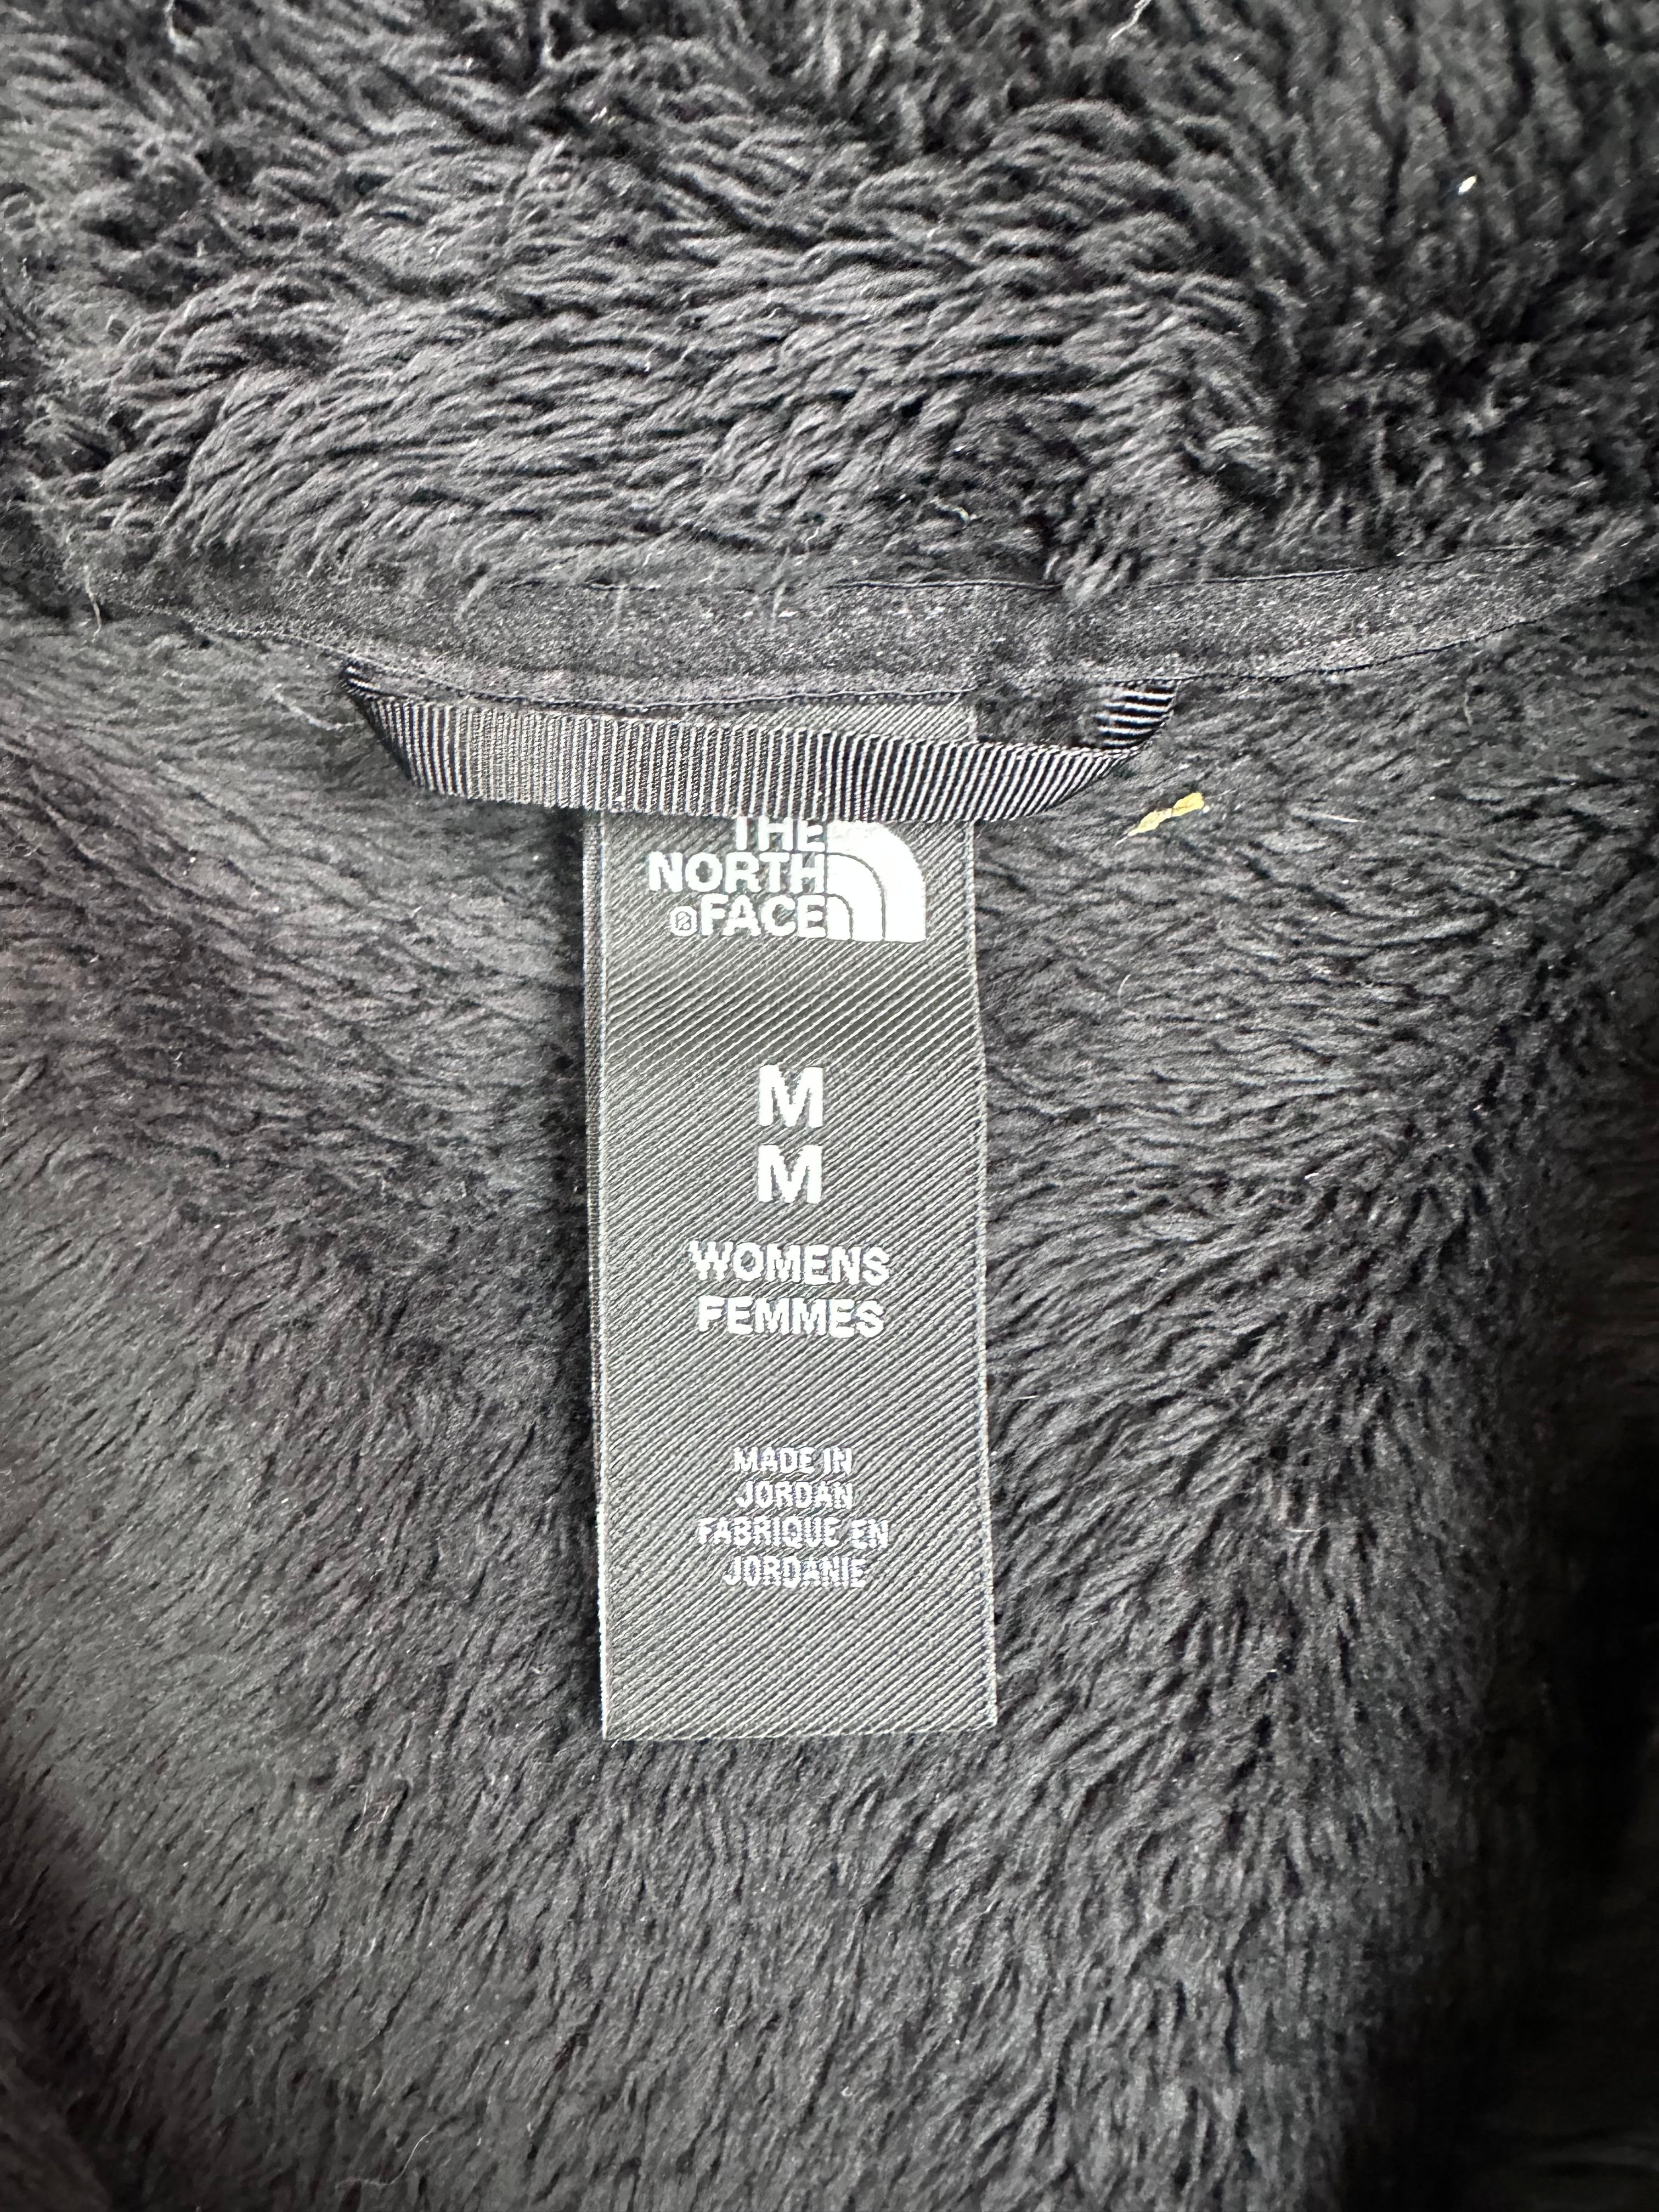 THE
NORTH
®FACE
M
M
WOMENS
FEMMES
MADE IN
JORDAN
FABRIQUE EN
JORDANIE